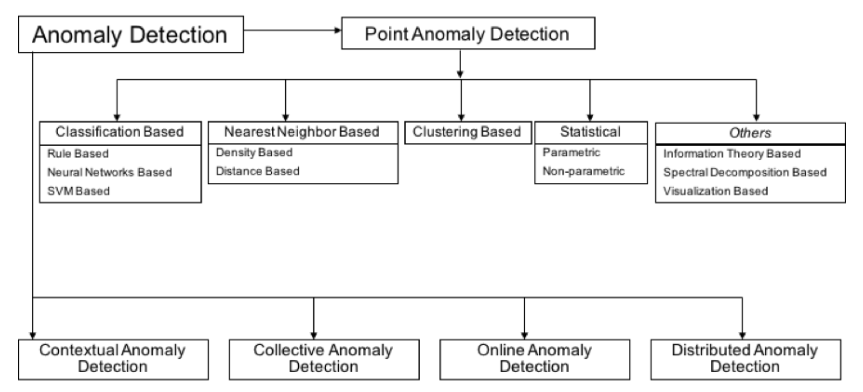 Anomaly Detection
Point Anomaly Detection
Classification Based
Rule Based
Neural Networks Based
SVM Based
Nearest Neighbor Based
Density Based
Distance Based
Clustering Based
Statistical
Parametric
Non-parametric
Others
Information Theory Based
Spectral Decomposition Based
Visualization Based
Contextual Anomaly
Detection
Collective Anomaly
Detection
Online Anomaly
Detection
Distributed Anomaly
Detection